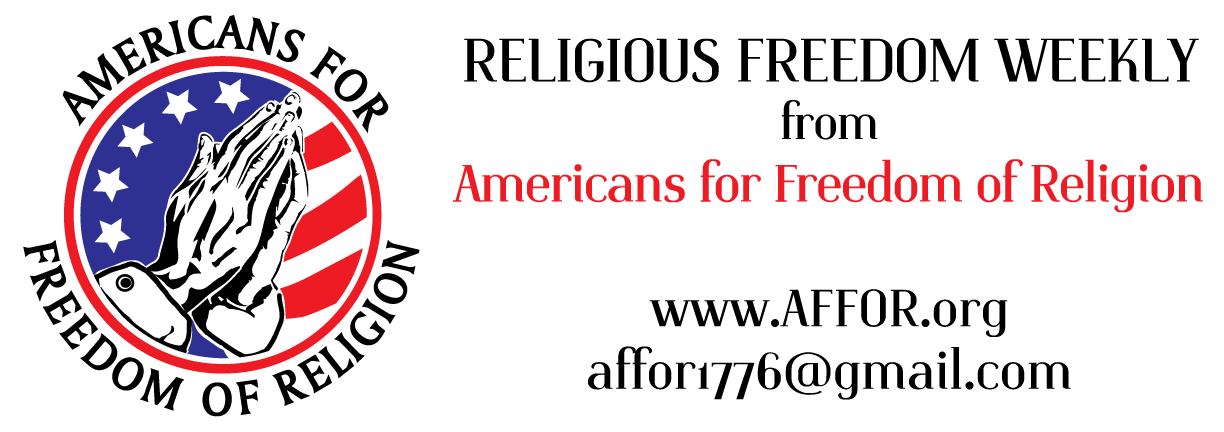 AMERICANS FOR
FREEDOM OF RELIGION
RELIGIOUS FREEDOM WEEKLY
from
Americans for Freedom of Religion
www.AFFOR.org
affor1776@gmail.com